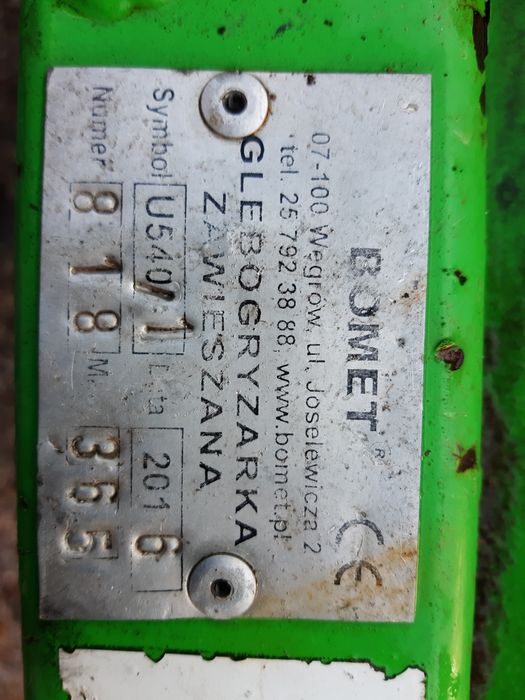 BOMET ® CE
07-100 Węgrów, ul. Joselewicza 2
tel. 25 792 38 88, www.bomet.pl
GLEBOGRYZARKA
ZAWIESZANA
Symbol U540/1 Data 2016
Numer 818 M. 365